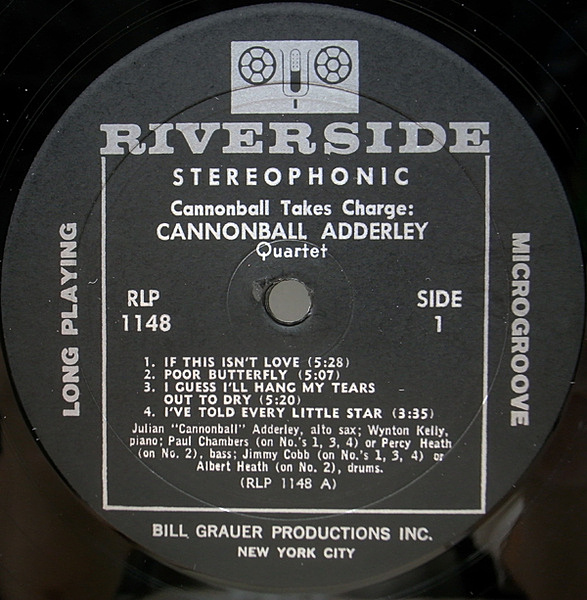 RIVERSIDE
STEREOPHONIC
Cannonball Takes Charge:
CANNONBALL ADDERLEY
Quartet
LONG PLAYING
MICROGROOVE
RLP
1148
SIDE
1
1. IF THIS ISN'T LOVE (5:28)
2. POOR BUTTERFLY (5:07)
3. I GUESS I'LL HANG MY TEARS
OUT TO DRY (5:20)
4. I'VE TOLD EVERY LITTLE STAR (3:35)
Julian "Cannonball" Adderley, alto sax; Wynton Kelly,
piano; Paul Chambers (on No.'s 1, 3, 4) or Percy Heath
(on No. 2), bass; Jimmy Cobb (on No.'s 1, 3, 4) or
Albert Heath (on No. 2), drums.
(RLP 1148 A)
BILL GRAUER PRODUCTIONS INC.
NEW YORK CITY